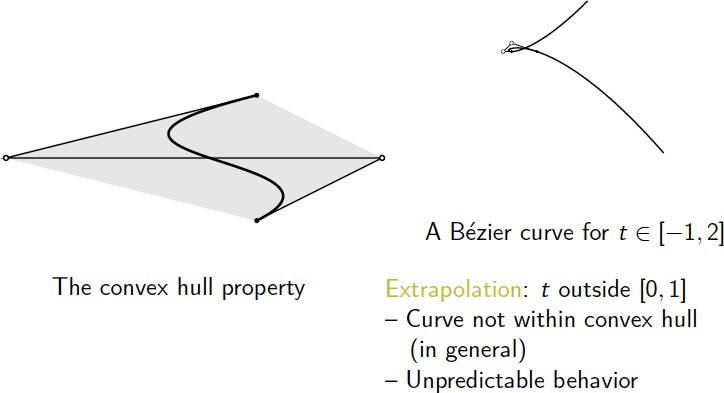 The convex hull property
A Bézier curve for t ∈ [−1, 2]
Extrapolation: t outside [0, 1]
– Curve not within convex hull
(in general)
– Unpredictable behavior